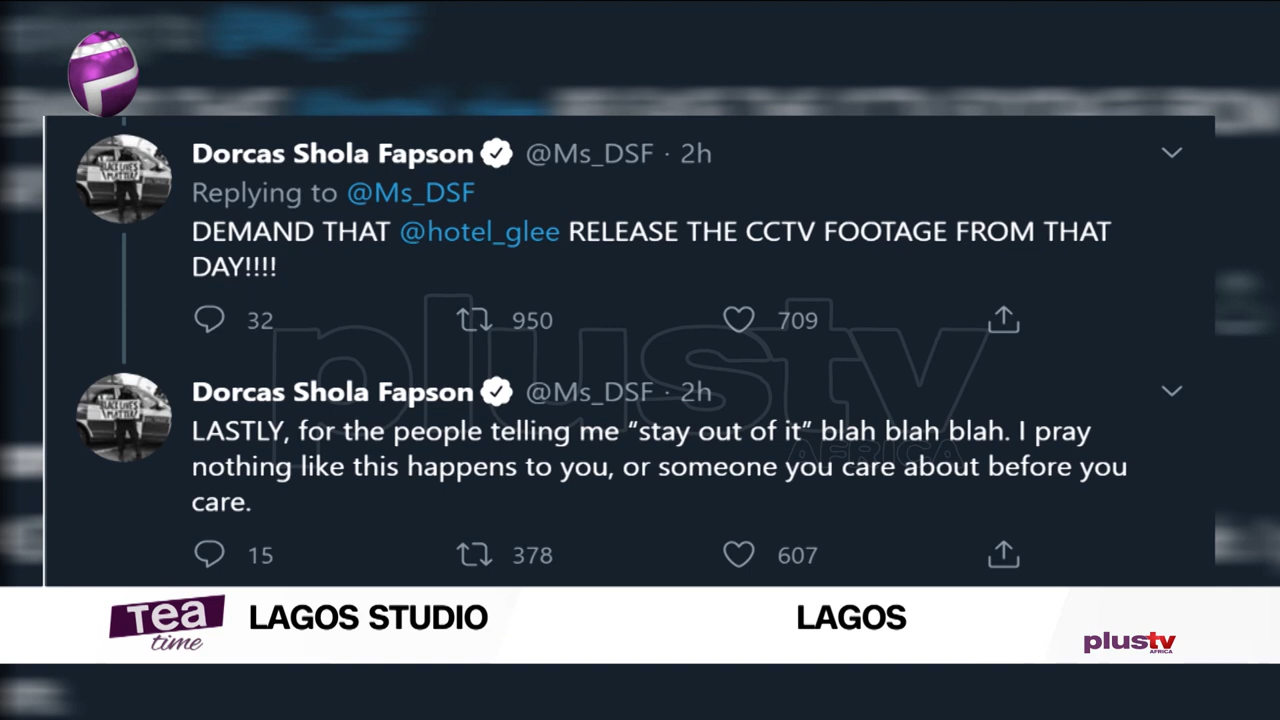 Dorcas Shola Fapson @Ms_DSF · 2h
Replying to @Ms_DSF
DEMAND THAT @hotel_glee RELEASE THE CCTV FOOTAGE FROM THAT
DAY!!!!
32 950 709
Dorcas Shola Fapson @Ms_DSF · 2h
LASTLY, for the people telling me “stay out of it” blah blah blah. I pray
nothing like this happens to you, or someone you care about before you
care.
15 378 607
plustv
AFRICA
Tea
time
LAGOS STUDIO LAGOS
plustv
AFRICA